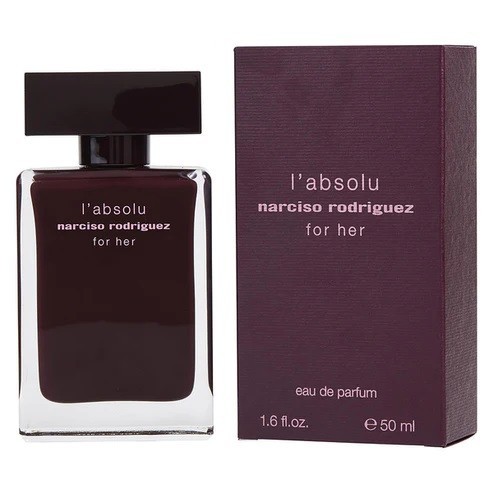 l'absolu
narciso rodriguez
for her
l'absolu
narciso rodriguez
for her
eau de parfum
1.6 fl.oz. ℮ 50 ml